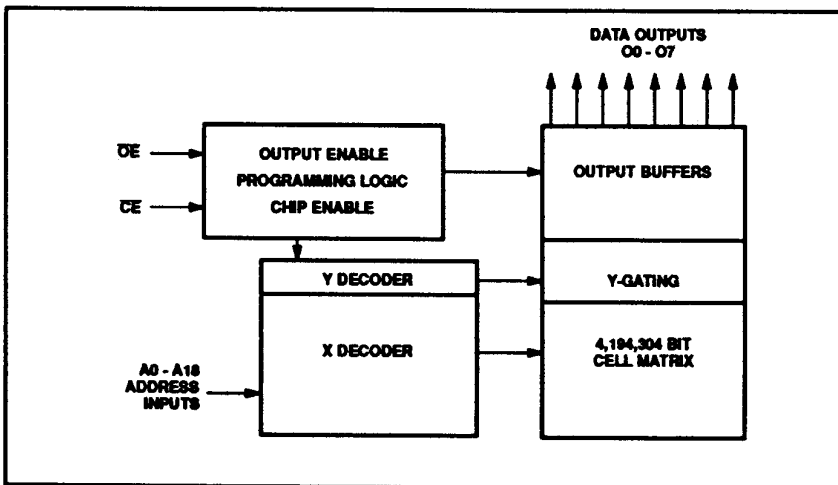 DATA OUTPUTS
O0 - O7
OE
CE
OUTPUT ENABLE
PROGRAMMING LOGIC
CHIP ENABLE
OUTPUT BUFFERS
Y DECODER
Y-GATING
X DECODER
4,194,304 BIT
CELL MATRIX
A0 - A18
ADDRESS
INPUTS